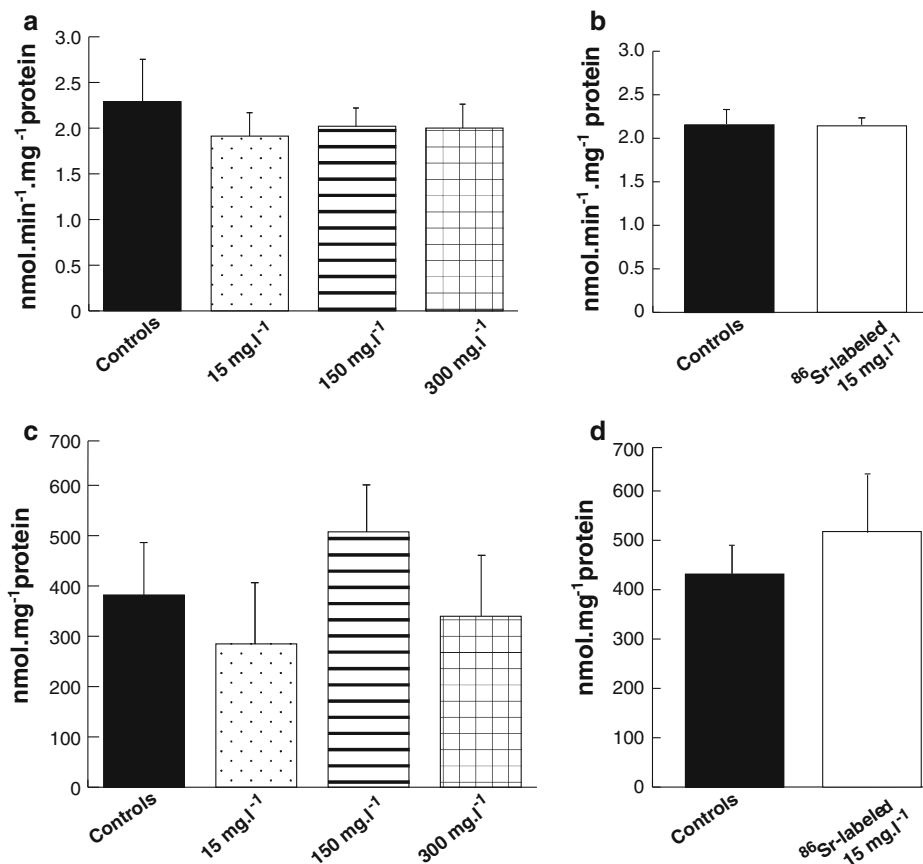 a
nmol.min⁻¹.mg⁻¹protein
3.0
2.5
2.0
1.5
1.0
0.5
0
Controls
15 mg.l⁻¹
150 mg.l⁻¹
300 mg.l⁻¹
b
nmol.min⁻¹.mg⁻¹ protein
3.0
2.5
2.0
1.5
1.0
0.5
0
Controls
⁸⁶Sr-labeled
15 mg.l⁻¹
c
nmol.mg⁻¹protein
700
600
500
400
300
200
100
0
Controls
15 mg.l⁻¹
150 mg.l⁻¹
300 mg.l⁻¹
d
nmol.mg⁻¹protein
700
600
500
400
300
200
100
0
Controls
⁸⁶Sr-labeled
15 mg.l⁻¹